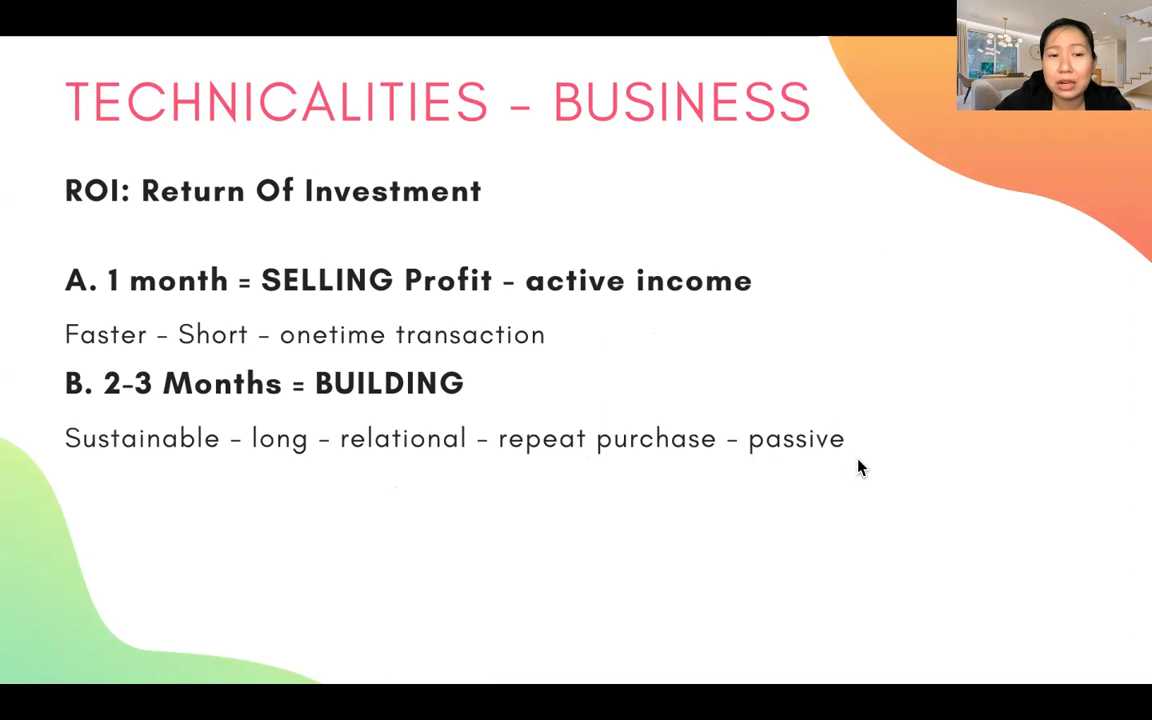 TECHNICALITIES - BUSINESS
ROI: Return Of Investment
A. 1 month = SELLING Profit - active income
Faster - Short - onetime transaction
B. 2-3 Months = BUILDING
Sustainable - long - relational - repeat purchase - passive